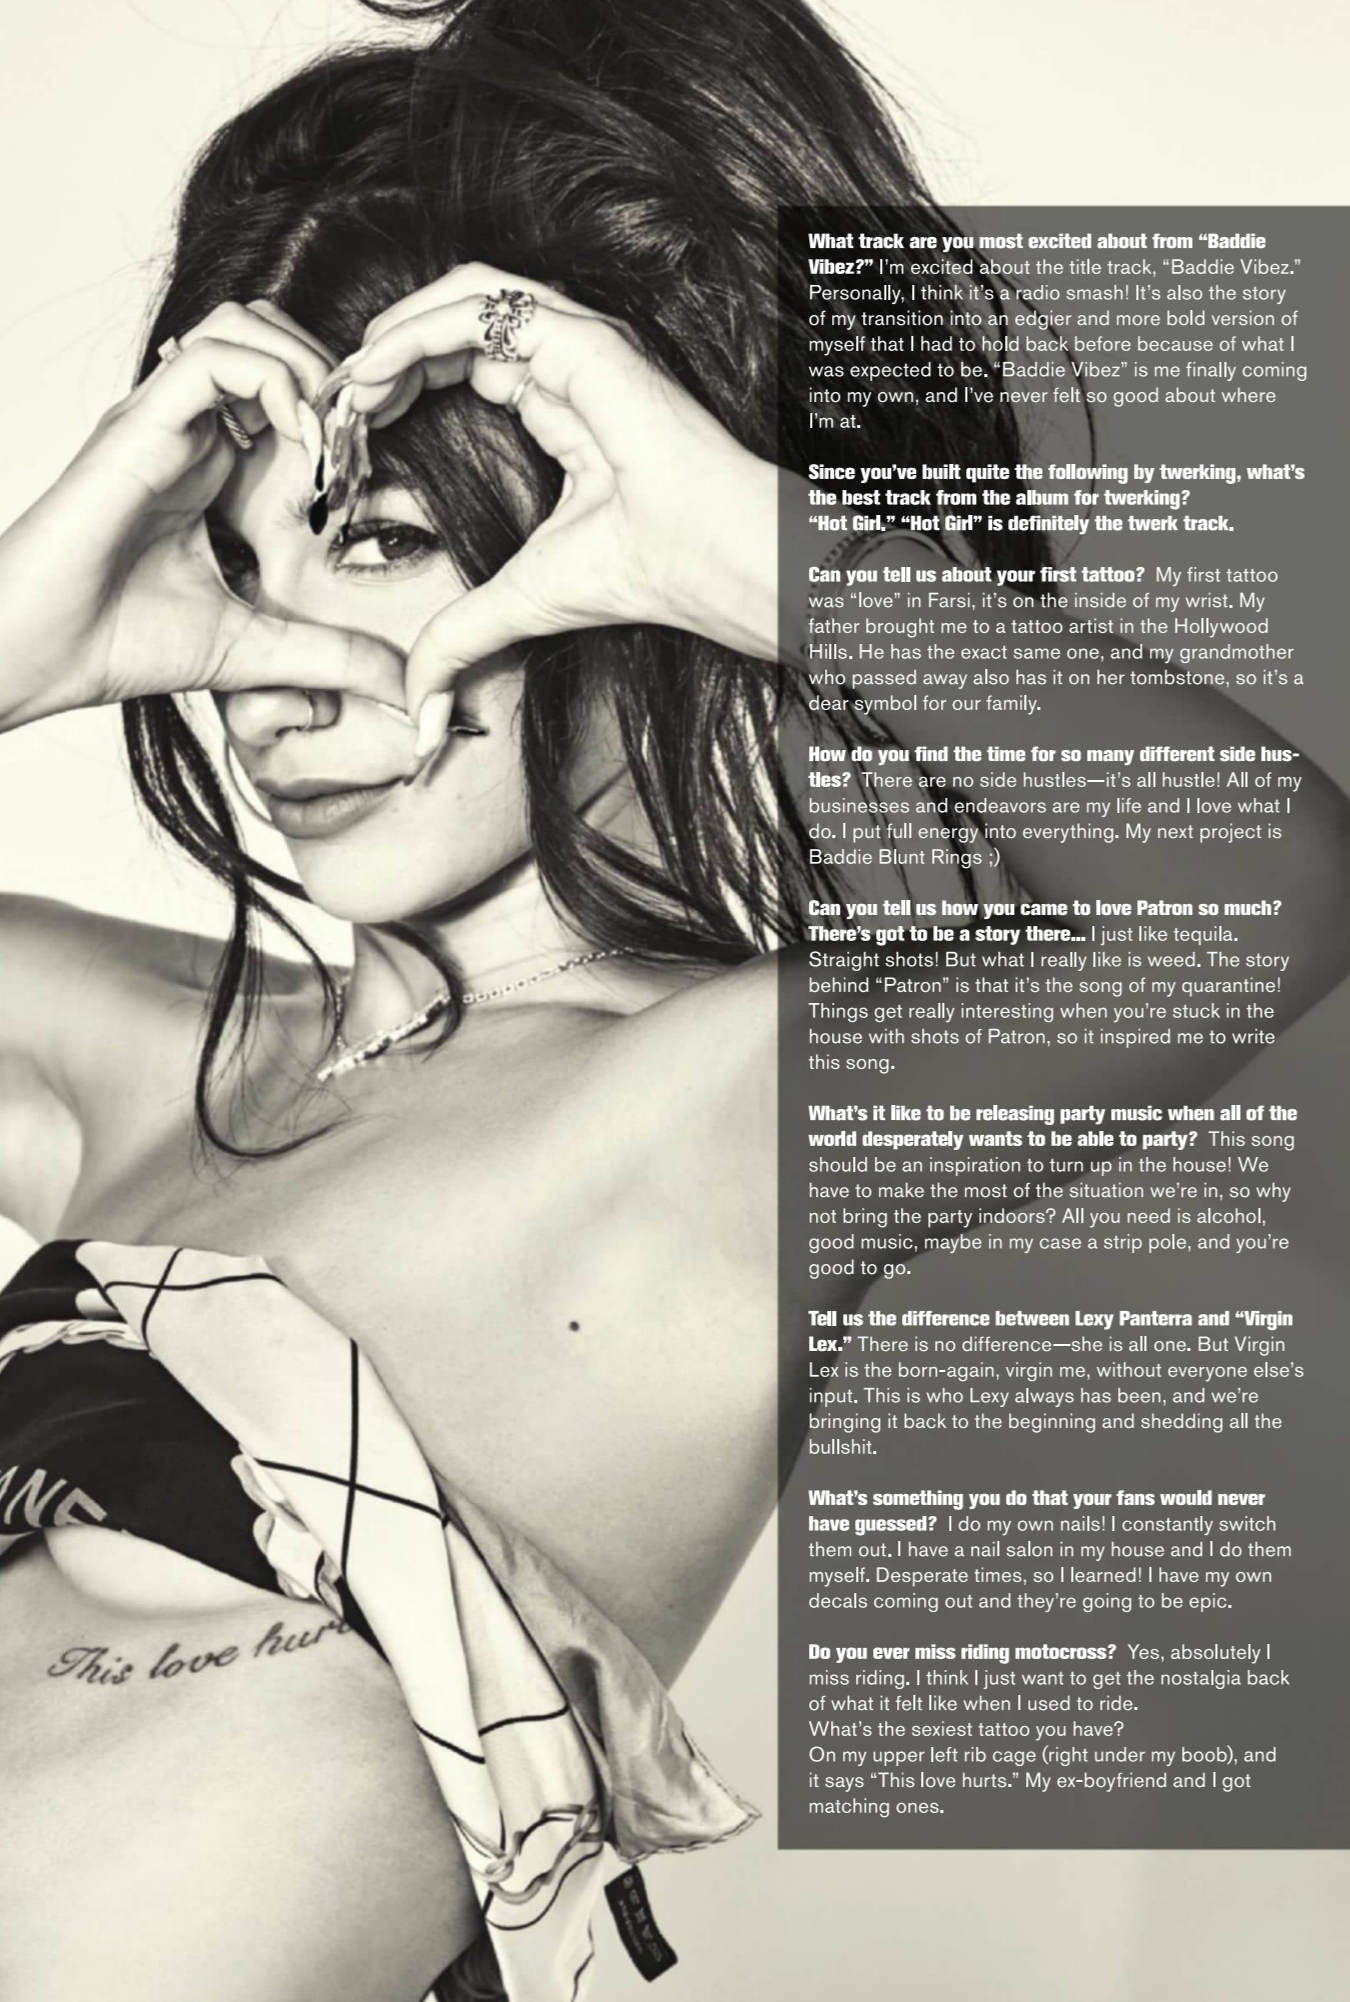 What track are you most excited about from “Baddie
Vibez?” I’m excited about the title track, “Baddie Vibez.”
Personally, I think it’s a radio smash! It’s also the story
of my transition into an edgier and more bold version of
myself that I had to hold back before because of what I
was expected to be. “Baddie Vibez” is me finally coming
into my own, and I’ve never felt so good about where
I’m at.
Since you’ve built quite the following by twerking, what’s
the best track from the album for twerking?
“Hot Girl.” “Hot Girl” is definitely the twerk track.
Can you tell us about your first tattoo? My first tattoo
was “love” in Farsi, it’s on the inside of my wrist. My
father brought me to a tattoo artist in the Hollywood
Hills. He has the exact same one, and my grandmother
who passed away also has it on her tombstone, so it’s a
dear symbol for our family.
How do you find the time for so many different side hus-
tles? There are no side hustles—it’s all hustle! All of my
businesses and endeavors are my life and I love what I
do. I put full energy into everything. My next project is
Baddie Blunt Rings ;)
Can you tell us how you came to love Patron so much?
There’s got to be a story there... I just like tequila.
Straight shots! But what I really like is weed. The story
behind “Patron” is that it’s the song of my quarantine!
Things get really interesting when you’re stuck in the
house with shots of Patron, so it inspired me to write
this song.
What’s it like to be releasing party music when all of the
world desperately wants to be able to party? This song
should be an inspiration to turn up in the house! We
have to make the most of the situation we’re in, so why
not bring the party indoors? All you need is alcohol,
good music, maybe in my case a strip pole, and you’re
good to go.
Tell us the difference between Lexy Panterra and “Virgin
Lex.” There is no difference—she is all one. But Virgin
Lex is the born-again, virgin me, without everyone else’s
input. This is who Lexy always has been, and we’re
bringing it back to the beginning and shedding all the
bullshit.
What’s something you do that your fans would never
have guessed? I do my own nails! I constantly switch
them out. I have a nail salon in my house and I do them
myself. Desperate times, so I learned! I have my own
decals coming out and they’re going to be epic.
Do you ever miss riding motocross? Yes, absolutely I
miss riding. I think I just want to get the nostalgia back
of what it felt like when I used to ride.
What’s the sexiest tattoo you have?
On my upper left rib cage (right under my boob), and
it says “This love hurts.” My ex-boyfriend and I got
matching ones.
This love hurt